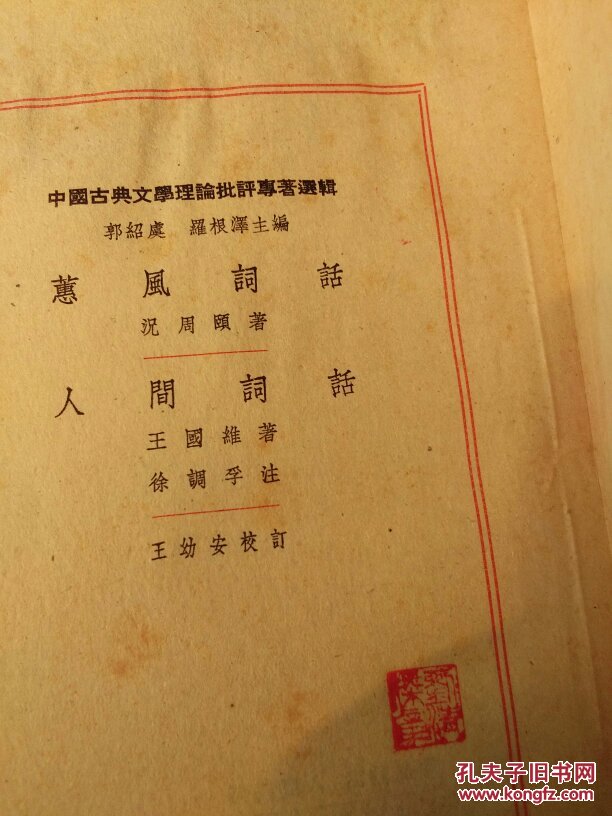 中國古典文學理論批評專著選輯
郭紹虞 羅根澤主編
蕙風詞話
況周頤著
人間詞話
王國維著
徐調孚注
王幼安校訂
孔夫子旧书网
www.kongfz.com